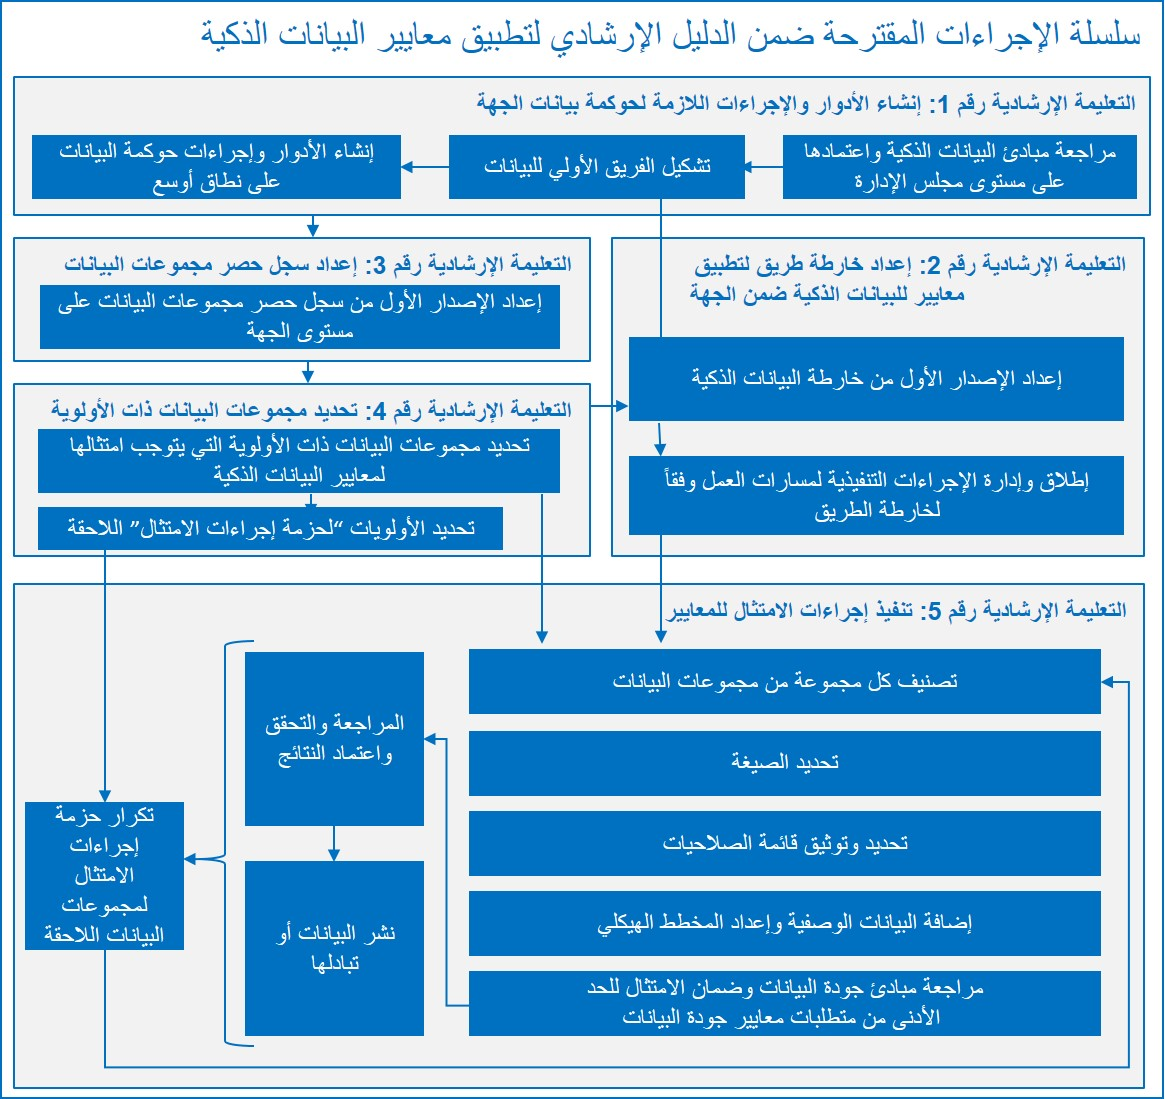 سلسلة الإجراءات المقترحة ضمن الدليل الإرشادي لتطبيق معايير البيانات الذكية
التعليمة الإرشادية رقم 1: إنشاء الأدوار والإجراءات اللازمة لحوكمة بيانات الجهة
مراجعة مبادئ البيانات الذكية واعتمادها
على مستوى مجلس الإدارة
تشكيل الفريق الأولي للبيانات
إنشاء الأدوار وإجراءات حوكمة البيانات
على نطاق أوسع
التعليمة الإرشادية رقم 2: إعداد خارطة طريق لتطبيق
معايير للبيانات الذكية ضمن الجهة
إعداد الإصدار الأول من خارطة البيانات الذكية
إطلاق وإدارة الإجراءات التنفيذية لمسارات العمل وفقاً
لخارطة الطريق
التعليمة الإرشادية رقم 3: إعداد سجل حصر مجموعات البيانات
إعداد الإصدار الأول من سجل حصر مجموعات البيانات على
مستوى الجهة
التعليمة الإرشادية رقم 4: تحديد مجموعات البيانات ذات الأولوية
تحديد مجموعات البيانات ذات الأولوية التي يتوجب امتثالها
لمعايير البيانات الذكية
تحديد الأولويات “لحزمة إجراءات الامتثال” اللاحقة
التعليمة الإرشادية رقم 5: تنفيذ إجراءات الامتثال للمعايير
تصنيف كل مجموعة من مجموعات البيانات
تحديد الصيغة
تحديد وتوثيق قائمة الصلاحيات
إضافة البيانات الوصفية وإعداد المخطط الهيكلي
مراجعة مبادئ جودة البيانات وضمان الامتثال للحد
الأدنى من متطلبات معايير جودة البيانات
المراجعة والتحقق
واعتماد النتائج
نشر البيانات أو
تبادلها
تكرار حزمة
إجراءات
الامتثال
لمجموعات
البيانات اللاحقة